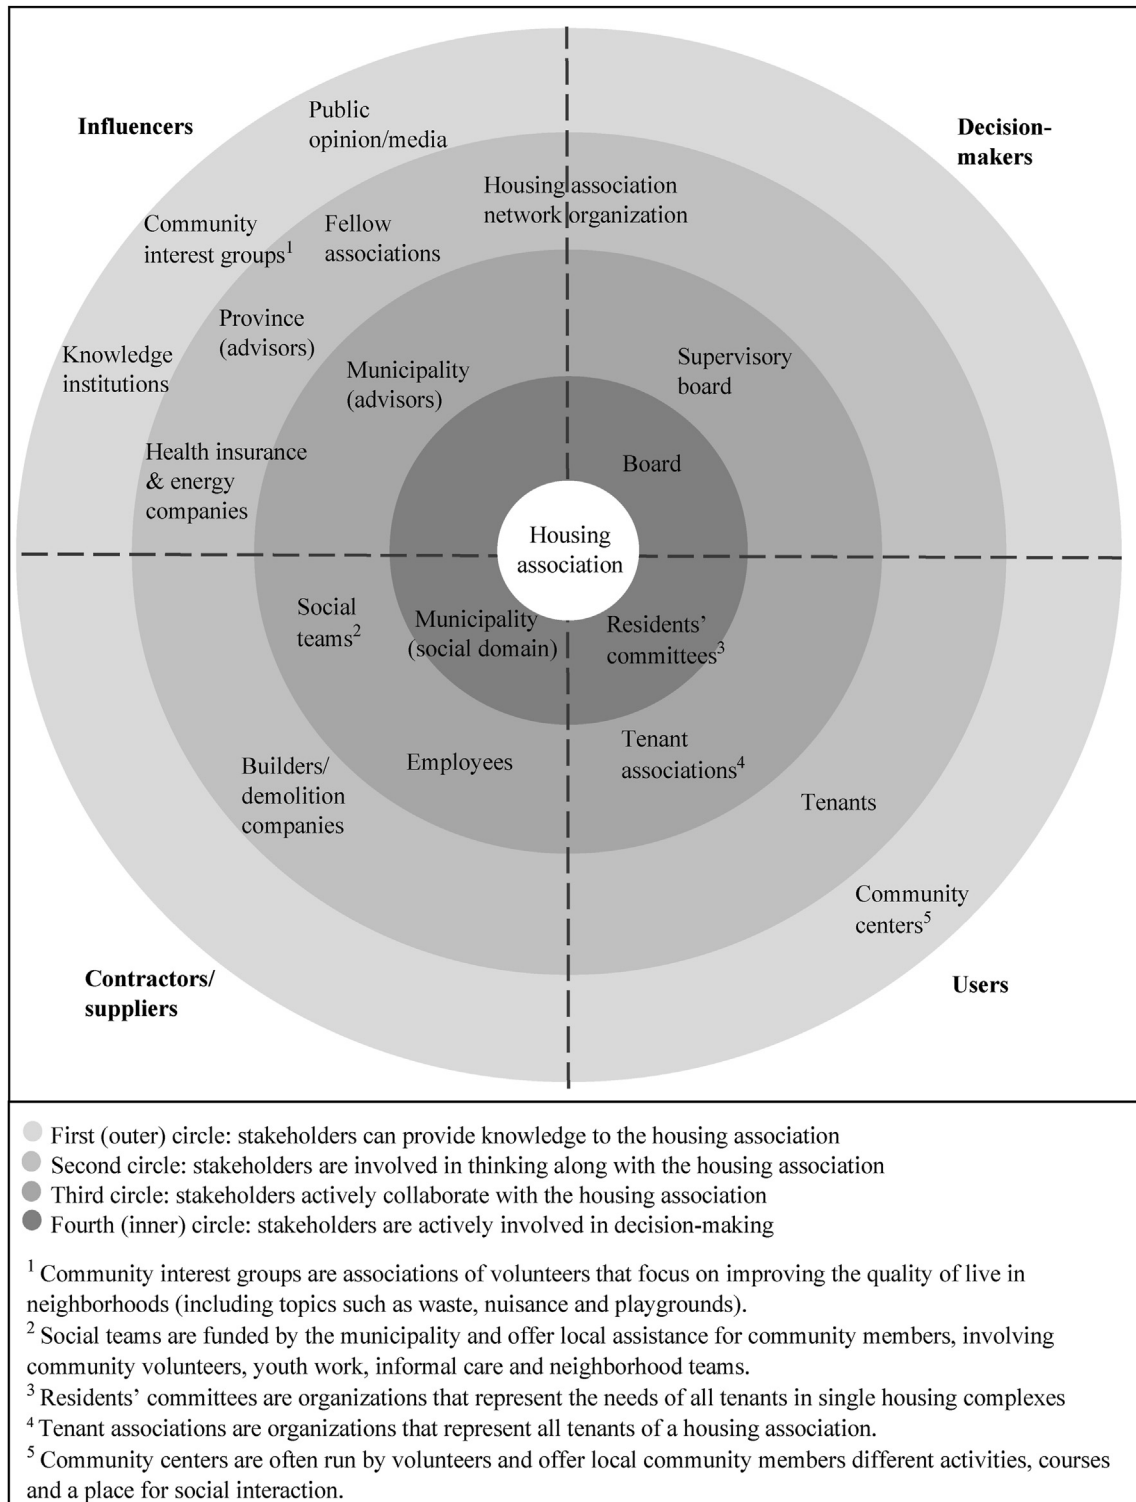 Influencers
Public
opinion/media
Decision-
makers
Housing association
network organization
Community
interest groups¹
Fellow
associations
Province
(advisors)
Knowledge
institutions
Municipality
(advisors)
Supervisory
board
Health insurance
& energy
companies
Board
Housing
association
Social
teams²
Municipality
(social domain)
Residents’
committees³
Tenant
associations⁴
Employees
Builders/
demolition
companies
Tenants
Community
centers⁵
Contractors/
suppliers
Users
First (outer) circle: stakeholders can provide knowledge to the housing association
Second circle: stakeholders are involved in thinking along with the housing association
Third circle: stakeholders actively collaborate with the housing association
Fourth (inner) circle: stakeholders are actively involved in decision-making
¹ Community interest groups are associations of volunteers that focus on improving the quality of live in
neighborhoods (including topics such as waste, nuisance and playgrounds).
² Social teams are funded by the municipality and offer local assistance for community members, involving
community volunteers, youth work, informal care and neighborhood teams.
³ Residents’ committees are organizations that represent the needs of all tenants in single housing complexes
⁴ Tenant associations are organizations that represent all tenants of a housing association.
⁵ Community centers are often run by volunteers and offer local community members different activities, courses
and a place for social interaction.